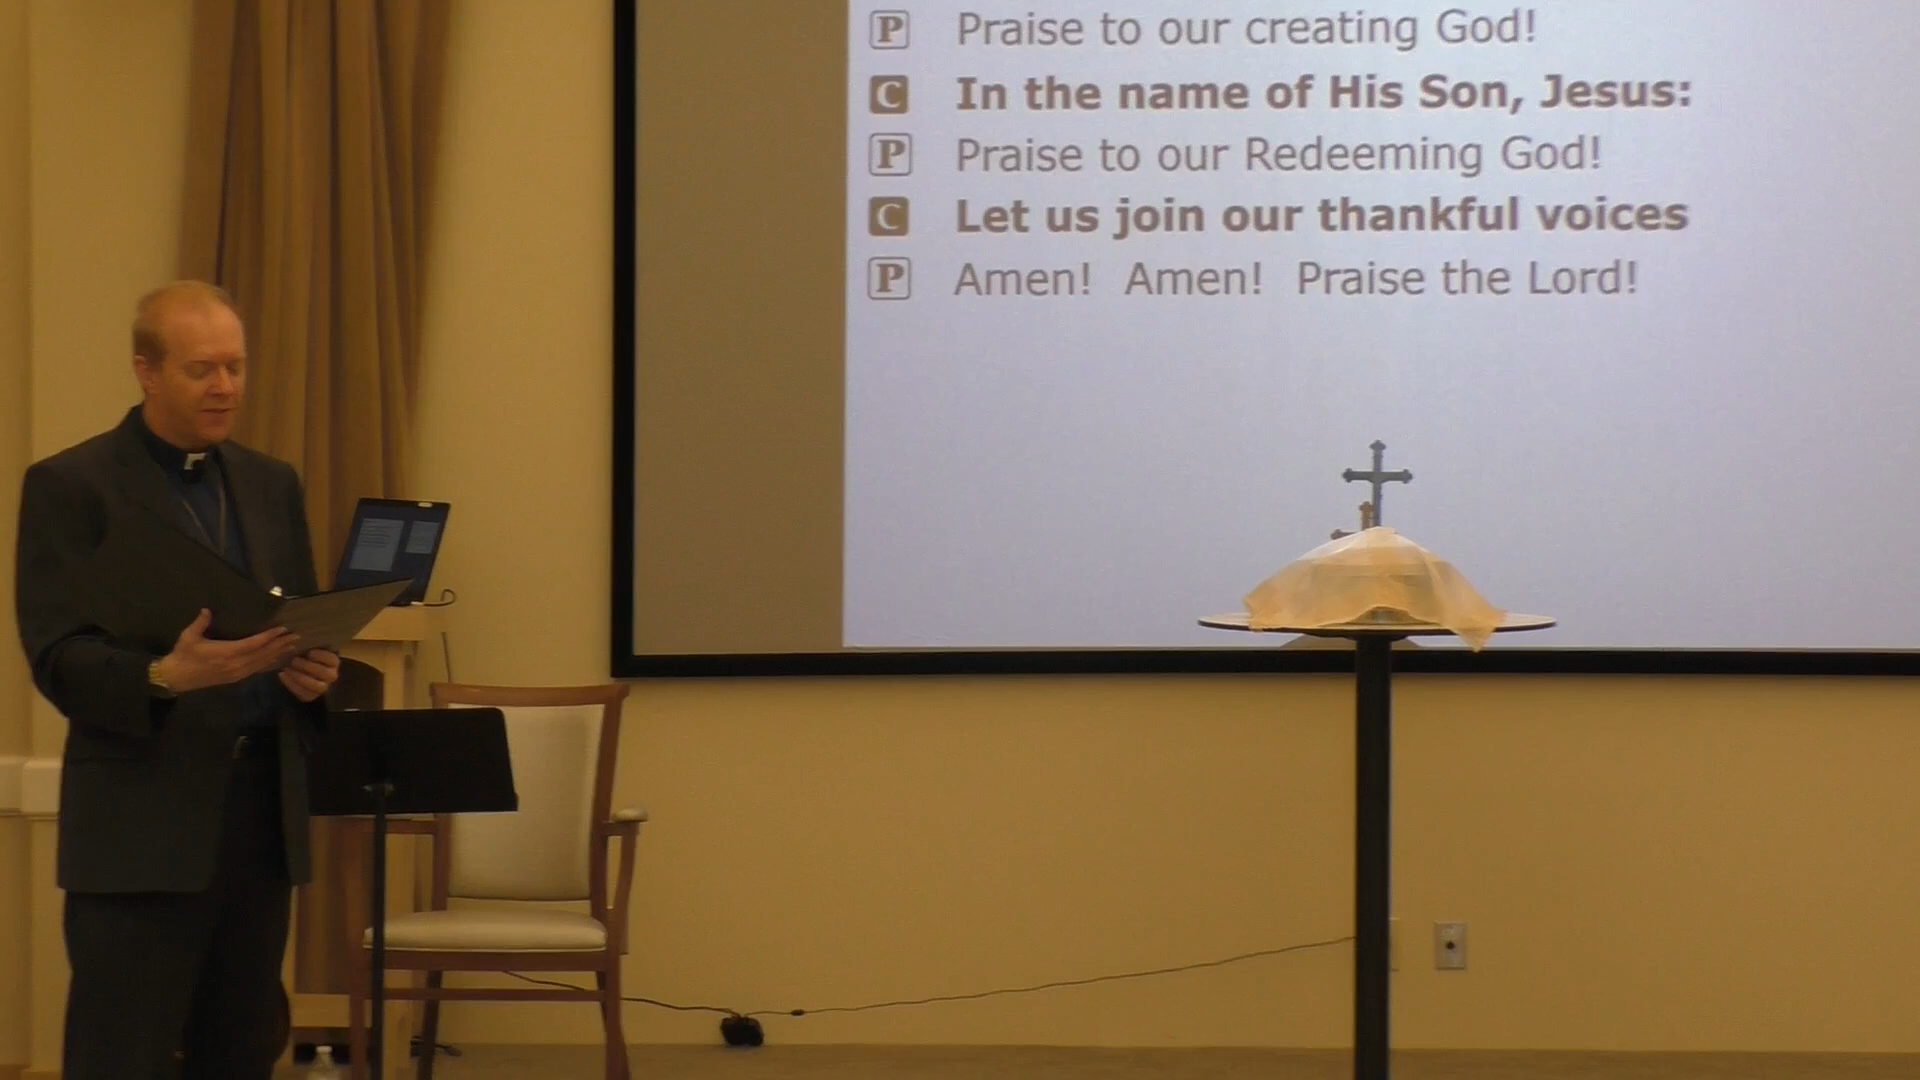 P Praise to our creating God!
C In the name of His Son, Jesus:
P Praise to our Redeeming God!
C Let us join our thankful voices
P Amen! Amen! Praise the Lord!